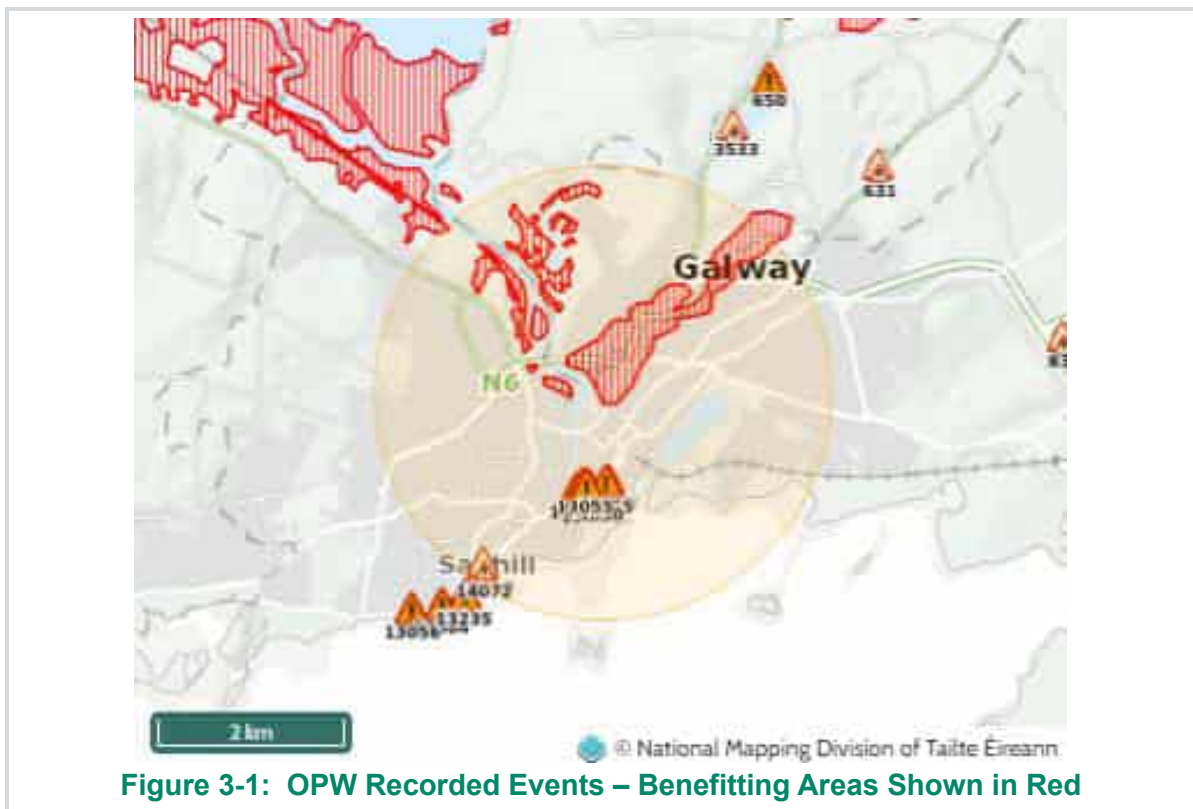 650
3533
631
Galway
N6
14072
13235
13056
2 km
© National Mapping Division of Tailte Éireann
Figure 3-1: OPW Recorded Events – Benefitting Areas Shown in Red